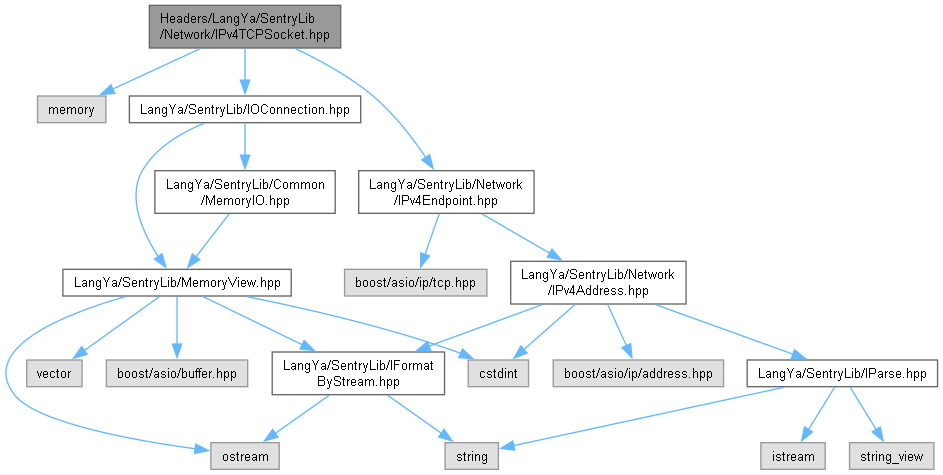 Headers/LangYa/SentryLib
/Network/IPv4TCPSocket.hpp
memory
LangYa/SentryLib/IOConnection.hpp
LangYa/SentryLib/Common
/MemoryIO.hpp
LangYa/SentryLib/Network
/IPv4Endpoint.hpp
LangYa/SentryLib/MemoryView.hpp
boost/asio/ip/tcp.hpp
LangYa/SentryLib/Network
/IPv4Address.hpp
vector
boost/asio/buffer.hpp
LangYa/SentryLib/IFormat
ByStream.hpp
cstdint
boost/asio/ip/address.hpp
LangYa/SentryLib/IParse.hpp
ostream
string
istream
string_view